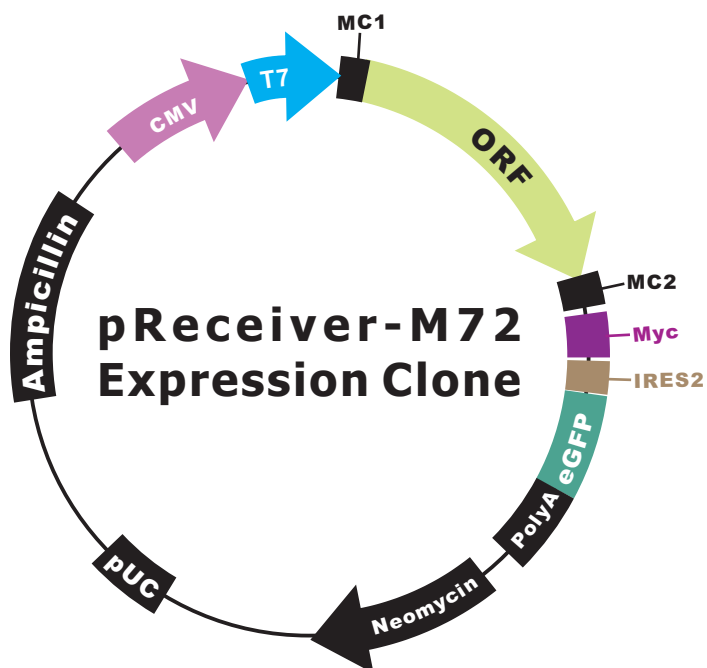 MC1
T7
CMV
ORF
MC2
Myc
IRES2
eGFP
PolyA
Neomycin
pUC
Ampicillin
pReceiver-M72
Expression Clone